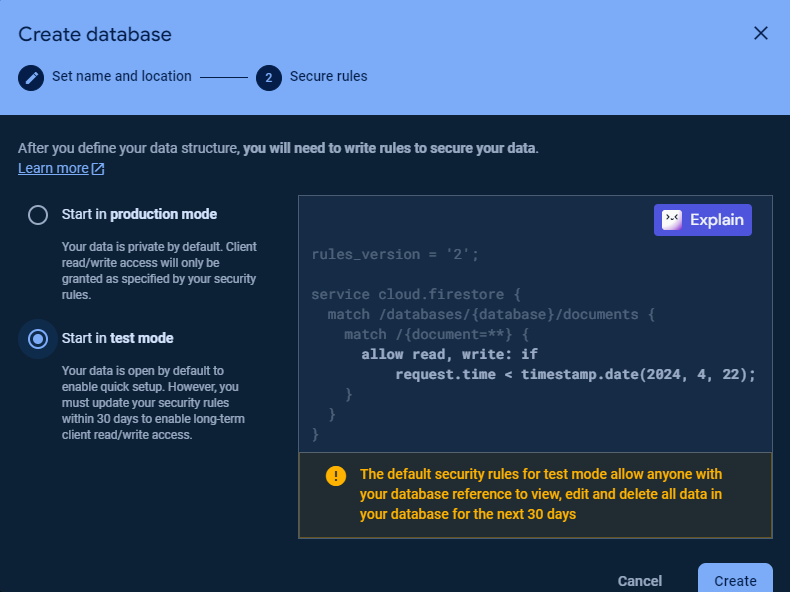 Create database
Set name and location
2 Secure rules
After you define your data structure, you will need to write rules to secure your data.
Learn more
Start in production mode
Your data is private by default. Client
read/write access will only be
granted as specified by your security
rules.
Start in test mode
Your data is open by default to
enable quick setup. However, you
must update your security rules
within 30 days to enable long-term
client read/write access.
Explain
rules_version = '2';
service cloud.firestore {
match /databases/{database}/documents {
match /{document=**} {
allow read, write: if
request.time < timestamp.date(2024, 4, 22);
}
}
}
The default security rules for test mode allow anyone with
your database reference to view, edit and delete all data in
your database for the next 30 days
Cancel
Create